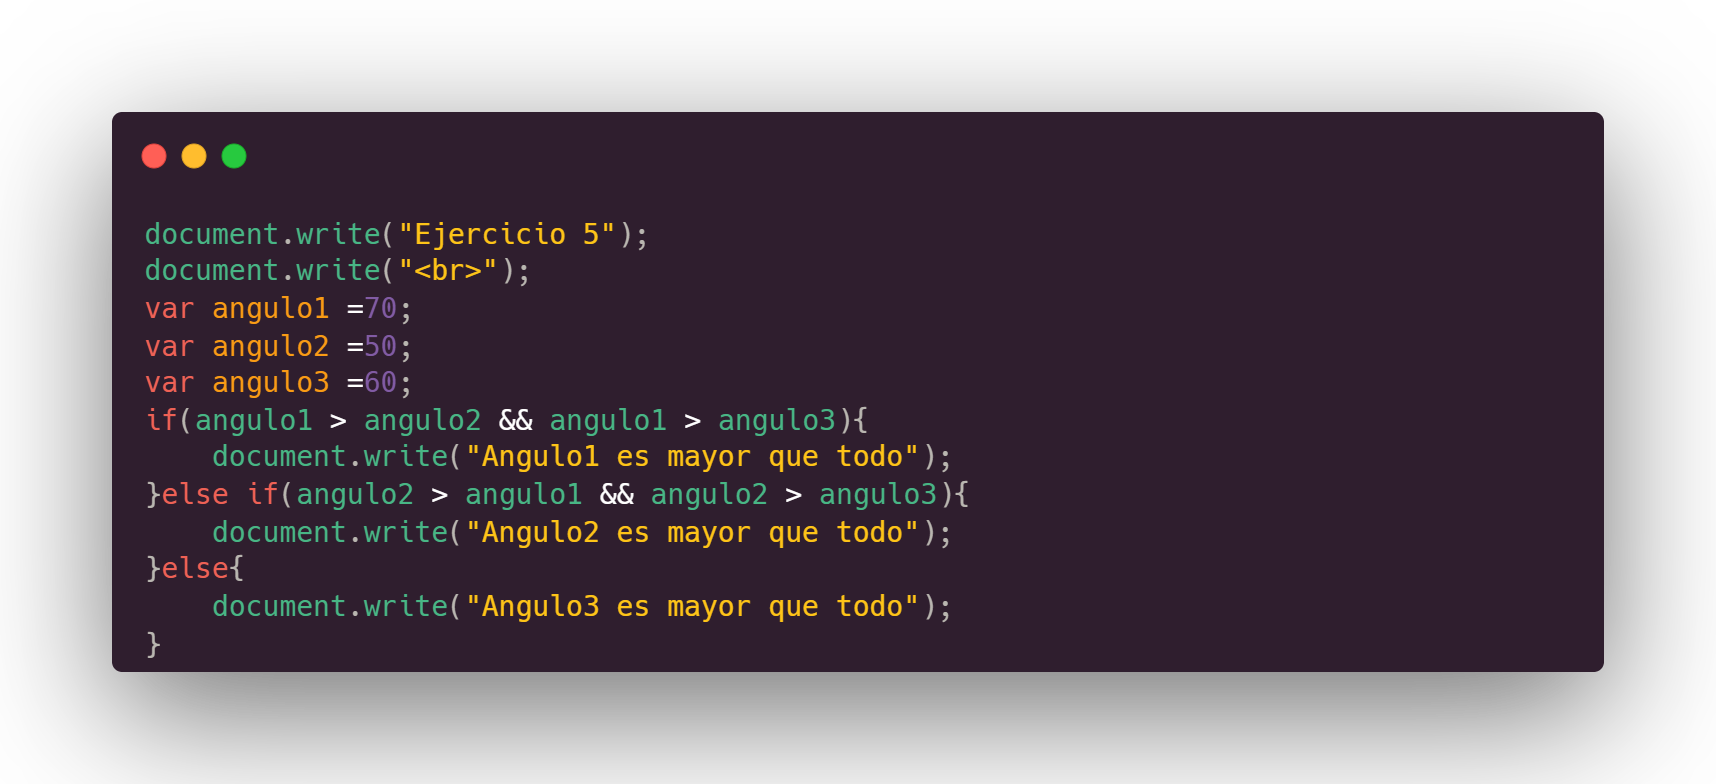 document.write("Ejercicio 5");
document.write("<br>");
var angulo1 =70;
var angulo2 =50;
var angulo3 =60;
if(angulo1 > angulo2 && angulo1 > angulo3){
    document.write("Angulo1 es mayor que todo");
}else if(angulo2 > angulo1 && angulo2 > angulo3){
    document.write("Angulo2 es mayor que todo");
}else{
    document.write("Angulo3 es mayor que todo");
}